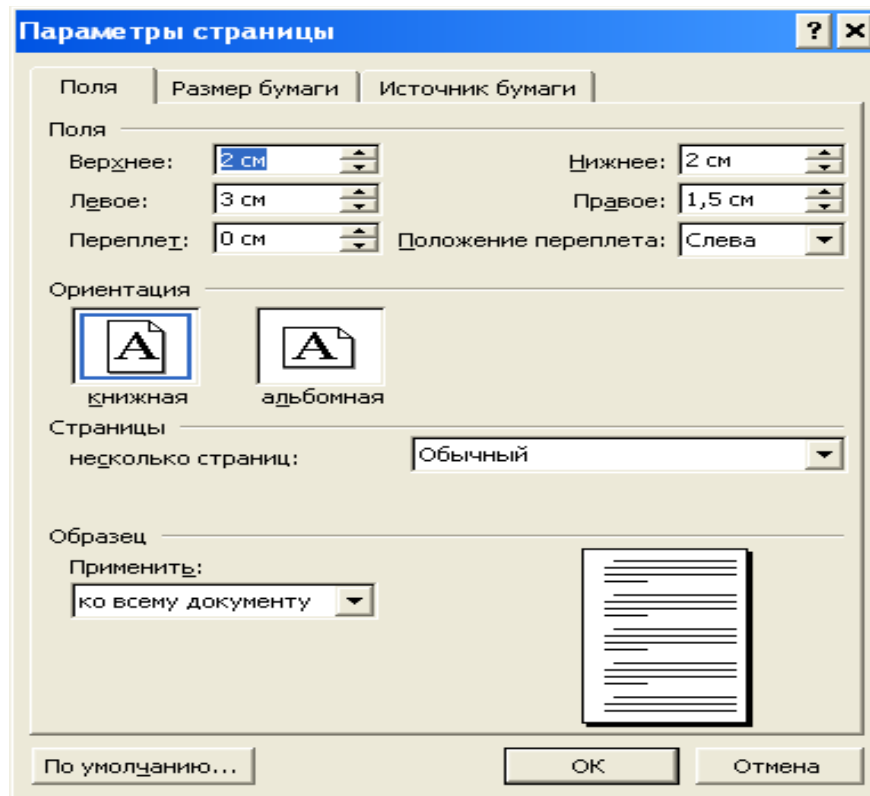 Параметры страницы
Поля Размер бумаги Источник бумаги
Поля
Верхнее: 2 см Нижнее: 2 см
Левое: 3 см Правое: 1,5 см
Переплет: 0 см Положение переплета: Слева
Ориентация
A A
книжная альбомная
Страницы
несколько страниц: Обычный
Образец
Применить:
ко всему документу
По умолчанию... ОК Отмена